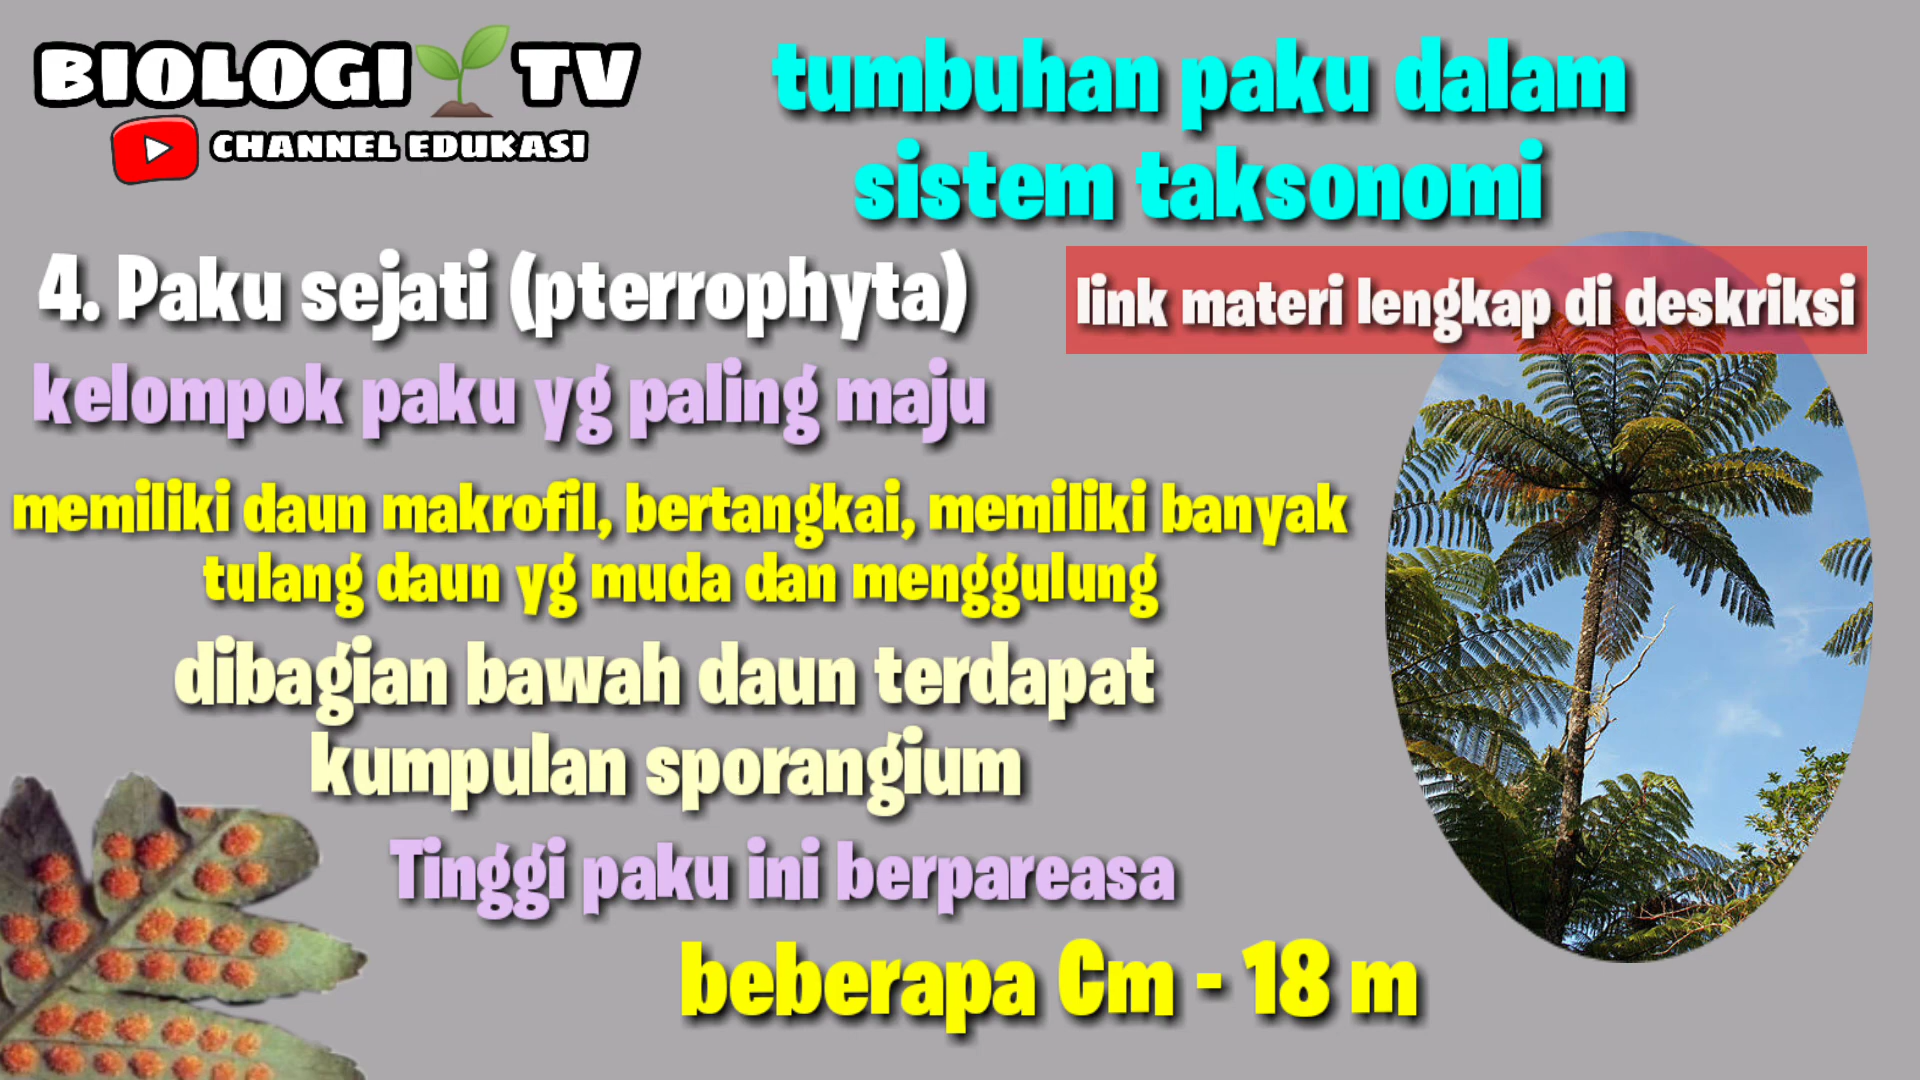 BIOLOGI TV
CHANNEL EDUKASI
tumbuhan paku dalam
sistem taksonomi
4. Paku sejati (pterrophyta)
link materi lengkap di deskriksi
kelompok paku yg paling maju
memiliki daun makrofil, bertangkai, memiliki banyak
tulang daun yg muda dan menggulung
dibagian bawah daun terdapat
kumpulan sporangium
Tinggi paku ini berpareasa
beberapa Cm - 18 m